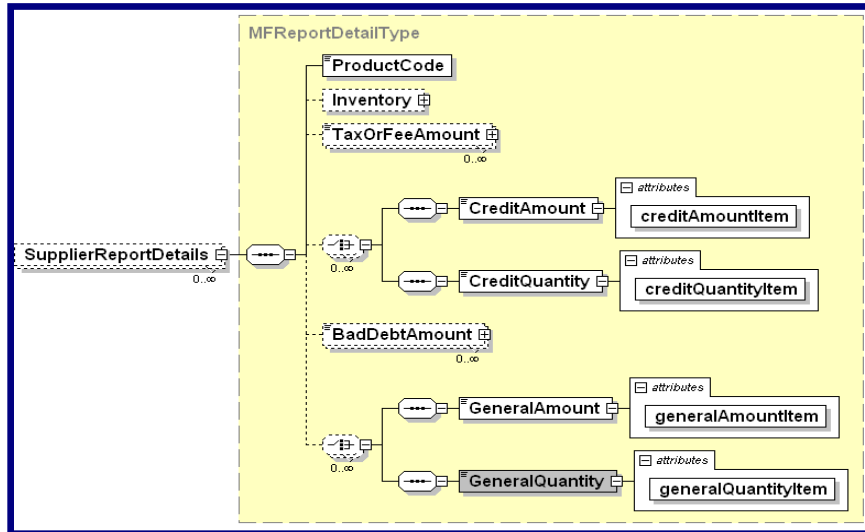 MFReportDetailType
ProductCode
Inventory
TaxOrFeeAmount
0..∞
attributes
CreditAmount
creditAmountItem
SupplierReportDetails
0..∞
0..∞
attributes
CreditQuantity
creditQuantityItem
BadDebtAmount
0..∞
attributes
GeneralAmount
generalAmountItem
0..∞
attributes
GeneralQuantity
generalQuantityItem